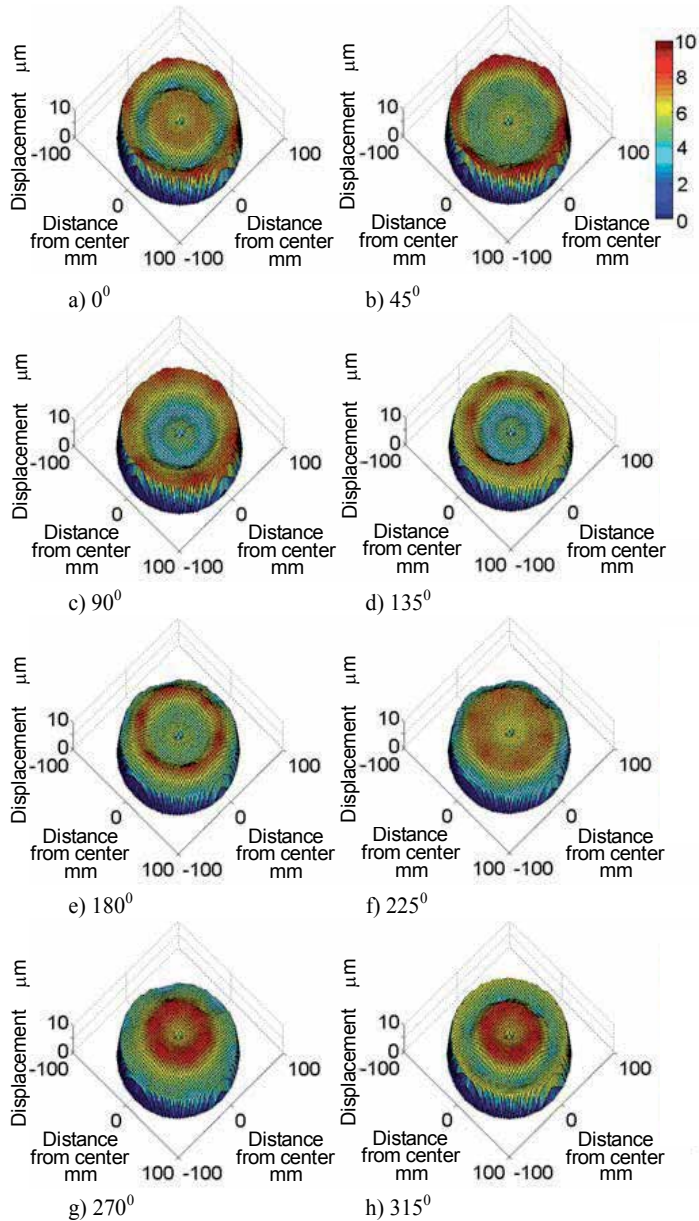 Displacement μm
10
0
-100
0
100 -100
0
100
Distance
from center
mm
Distance
from center
mm
a) 0⁰
Displacement μm
10
0
-100
0
100 -100
0
100
Distance
from center
mm
Distance
from center
mm
10
8
6
4
2
0
b) 45⁰
Displacement μm
10
0
-100
0
100 -100
0
100
Distance
from center
mm
Distance
from center
mm
c) 90⁰
Displacement μm
10
0
-100
0
100 -100
0
100
Distance
from center
mm
Distance
from center
mm
d) 135⁰
Displacement μm
10
0
-100
0
100 -100
0
100
Distance
from center
mm
Distance
from center
mm
e) 180⁰
Displacement μm
10
0
-100
0
100 -100
0
100
Distance
from center
mm
Distance
from center
mm
f) 225⁰
Displacement μm
10
0
-100
0
100 -100
0
100
Distance
from center
mm
Distance
from center
mm
g) 270⁰
Displacement μm
10
0
-100
0
100 -100
0
100
Distance
from center
mm
Distance
from center
mm
h) 315⁰